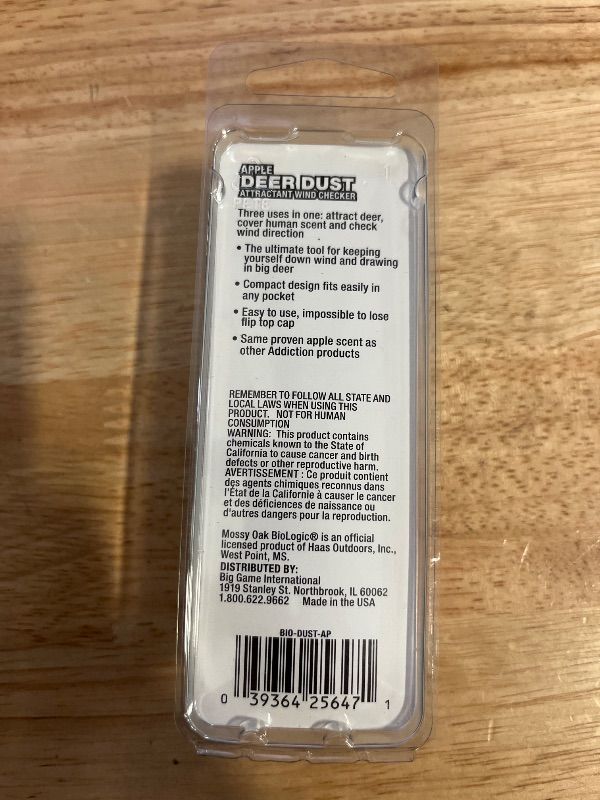 APPLE
DEER DUST
ATTRACTANT WIND CHECKER
PETG
Three uses in one: attract deer,
cover human scent and check
wind direction
• The ultimate tool for keeping
yourself down wind and drawing
in big deer
• Compact design fits easily in
any pocket
• Easy to use, impossible to lose
flip top cap
• Same proven apple scent as
other Addiction products
REMEMBER TO FOLLOW ALL STATE AND
LOCAL LAWS WHEN USING THIS
PRODUCT. NOT FOR HUMAN
CONSUMPTION
WARNING: This product contains
chemicals known to the State of
California to cause cancer and birth
defects or other reproductive harm.
AVERTISSEMENT : Ce produit contient
des agents chimiques reconnus dans
l'État de la Californie à causer le cancer
et des déficiences de naissance ou
d'autres dangers pour la reproduction.
Mossy Oak BioLogic® is an official
licensed product of Haas Outdoors, Inc.,
West Point, MS.
DISTRIBUTED BY:
Big Game International
1919 Stanley St. Northbrook, IL 60062
1.800.622.9662 Made in the USA
BIO-DUST-AP
0 39364 25647 1